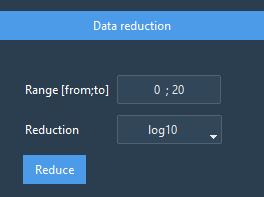 Data reduction
Range [from;to] 0 ; 20
Reduction log10
Reduce